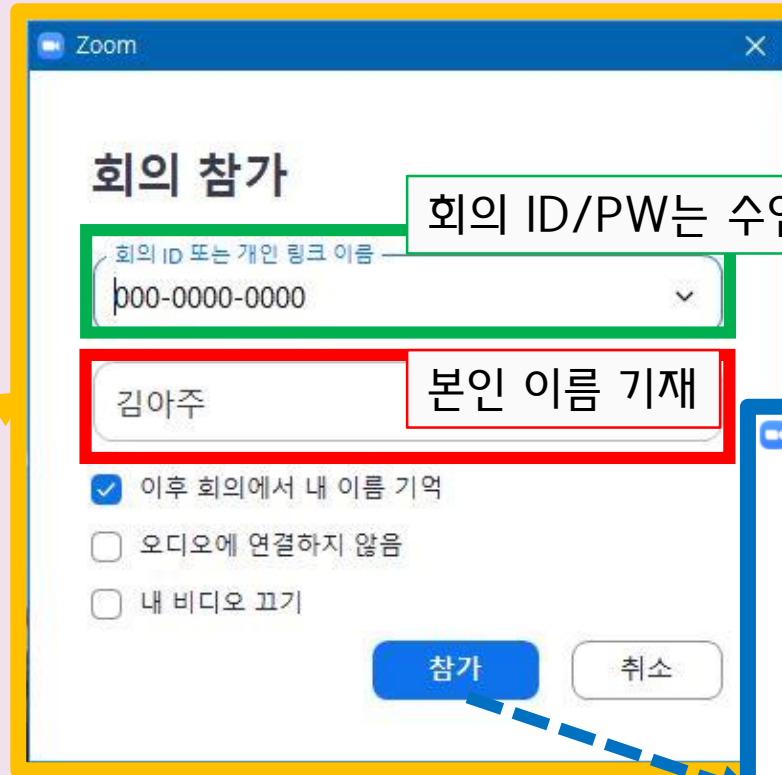 Zoom
회의 참가
회의 ID/PW는
회의 ID 또는 개인 링크 이름
000-0000-0000
김아주
본인 이름 기재
이후 회의에서 내 이름 기억
오디오에 연결하지 않음
내 비디오 끄기
참가
취소